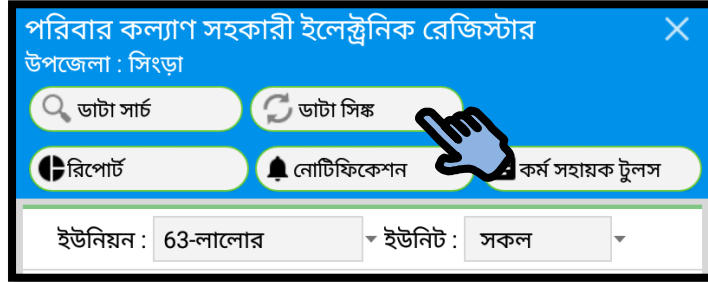 পরিবার কল্যাণ সহকারী ইলেক্ট্রনিক রেজিস্টার
উপজেলা : সিংড়া
ডাটা সার্চ ডাটা সিঙ্ক
রিপোর্ট নোটিফিকেশন কর্ম সহায়ক টুলস
ইউনিয়ন : 63-লালোর ইউনিট : সকল